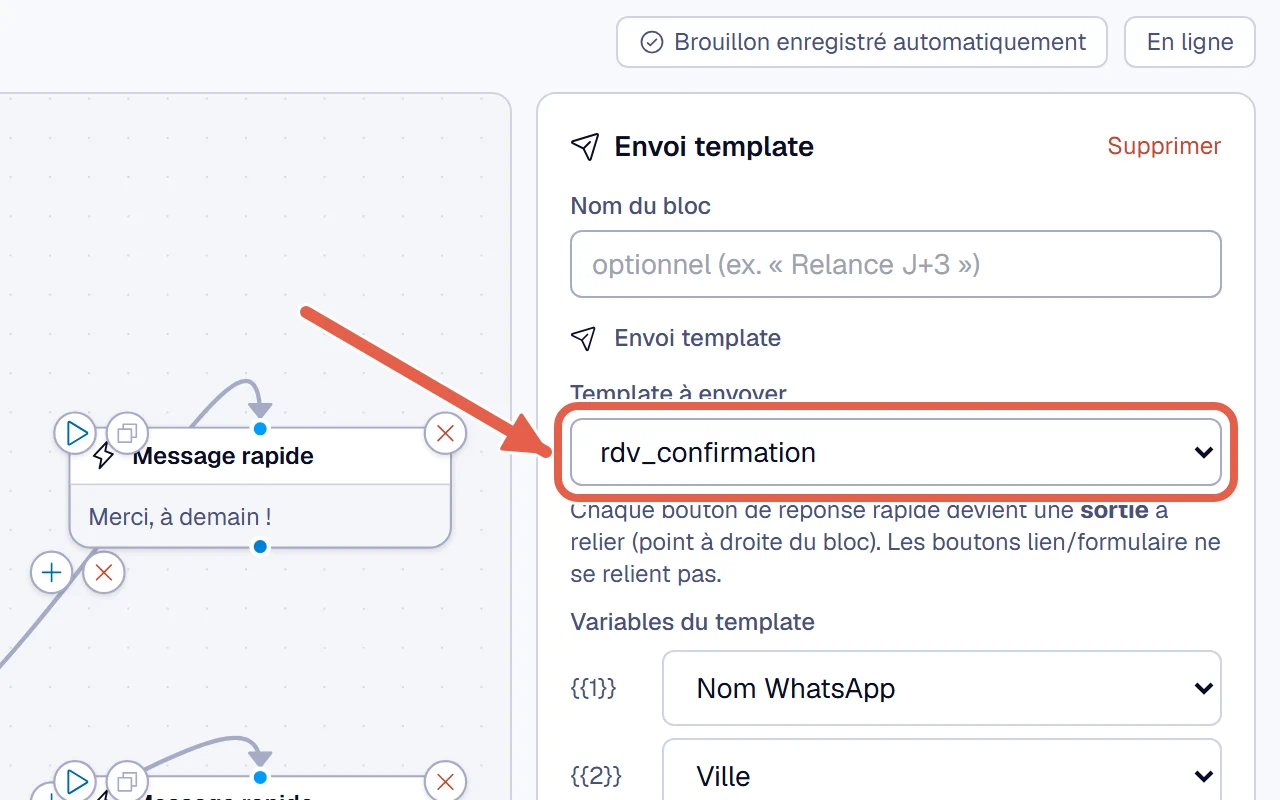 Brouillon enregistré automatiquement
En ligne
Envoi template
Supprimer
Nom du bloc
optionnel (ex. « Relance J+3 »)
Envoi template
Template à envoyer
rdv_confirmation
Chaque bouton de réponse rapide devient une sortie à
relier (point à droite du bloc). Les boutons lien/formulaire ne
se relient pas.
Variables du template
{{1}}
Nom WhatsApp
{{2}}
Ville
Message rapide
Merci, à demain !
Message rapide